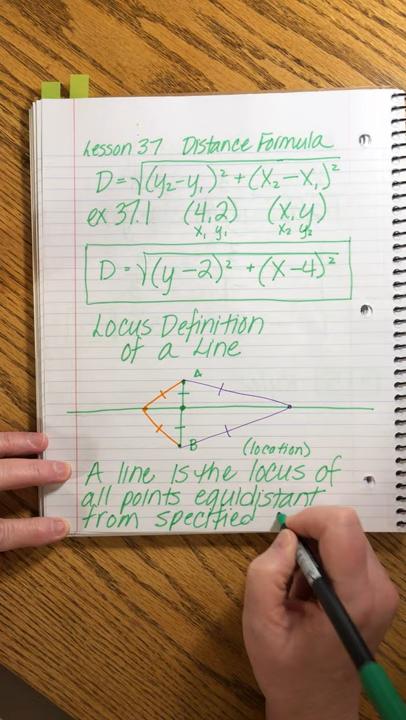 Lesson 37 Distance Formula
D = √(y₂-y₁)² + (x₂-x₁)²
ex 37.1 (4,2) (x,y)
x₁ y₁ x₂ y₂
D = √(y-2)² + (x-4)²
Locus Definition
of a Line
A
B
(location)
A line is the locus of
all points equidistant
from specified